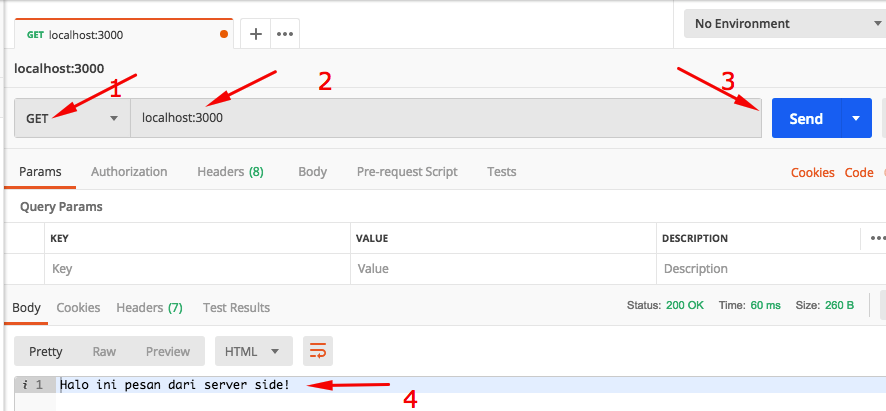 No Environment
GET localhost:3000
localhost:3000
1 2 3
GET localhost:3000 Send
Params Authorization Headers (8) Body Pre-request Script Tests Cookies Code
Query Params
KEY VALUE DESCRIPTION
Key Value Description
Body Cookies Headers (7) Test Results Status: 200 OK Time: 60 ms Size: 260 B
Pretty Raw Preview HTML
i 1 Halo ini pesan dari server side!
4